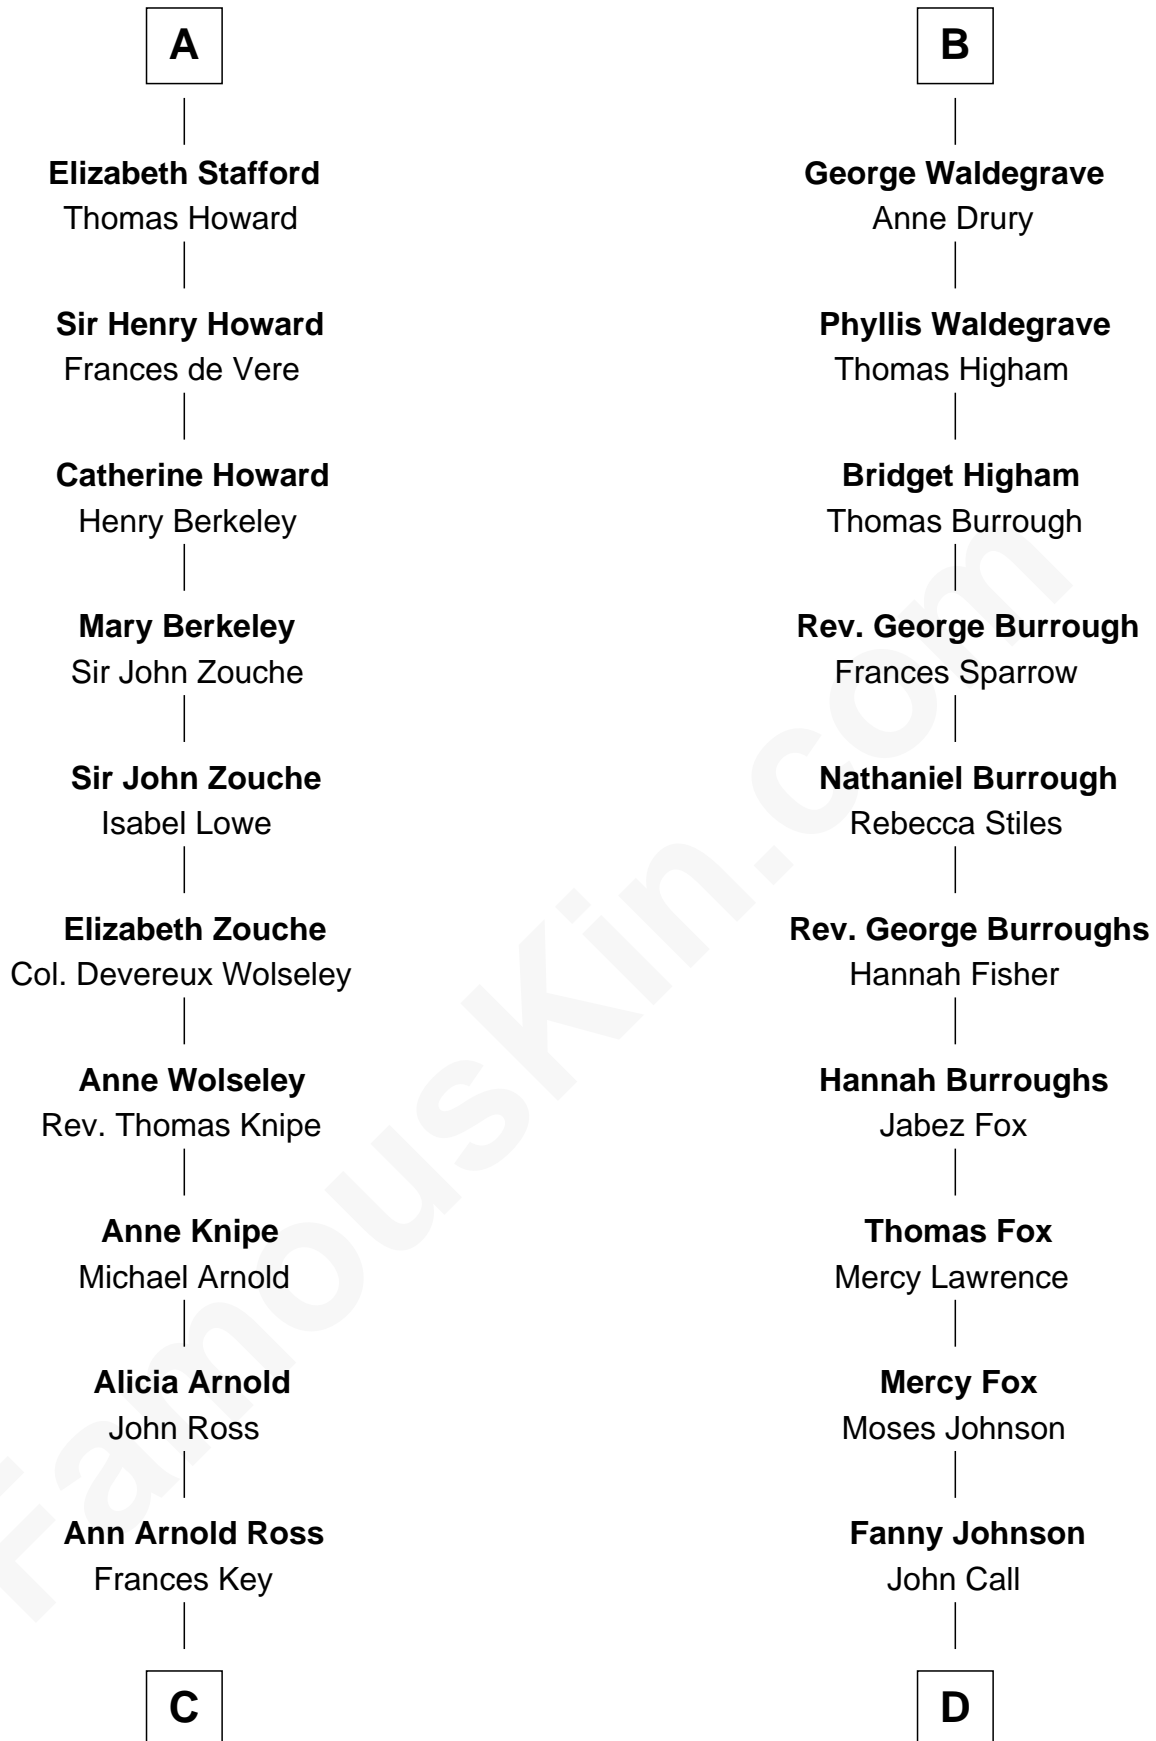 A
Elizabeth Stafford
Thomas Howard
Sir Henry Howard
Frances de Vere
Catherine Howard
Henry Berkeley
Mary Berkeley
Sir John Zouche
Sir John Zouche
Isabel Lowe
Elizabeth Zouche
Col. Devereux Wolseley
Anne Wolseley
Rev. Thomas Knipe
Anne Knipe
Michael Arnold
Alicia Arnold
John Ross
Ann Arnold Ross
Frances Key
C
B
George Waldegrave
Anne Drury
Phyllis Waldegrave
Thomas Higham
Bridget Higham
Thomas Burrough
Rev. George Burrough
Frances Sparrow
Nathaniel Burrough
Rebecca Stiles
Rev. George Burroughs
Hannah Fisher
Hannah Burroughs
Jabez Fox
Thomas Fox
Mercy Lawrence
Mercy Fox
Moses Johnson
Fanny Johnson
John Call
D
FamousKin.com